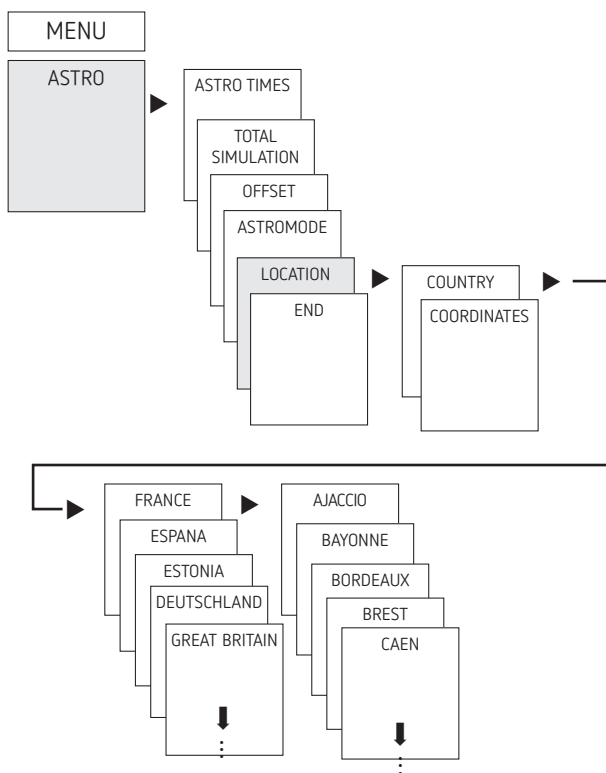 MENU
ASTRO
ASTRO TIMES
TOTAL
SIMULATION
OFFSET
ASTROMODE
LOCATION
END
COUNTRY
COORDINATES
FRANCE
ESPANA
ESTONIA
DEUTSCHLAND
GREAT BRITAIN
AJACCIO
BAYONNE
BORDEAUX
BREST
CAEN